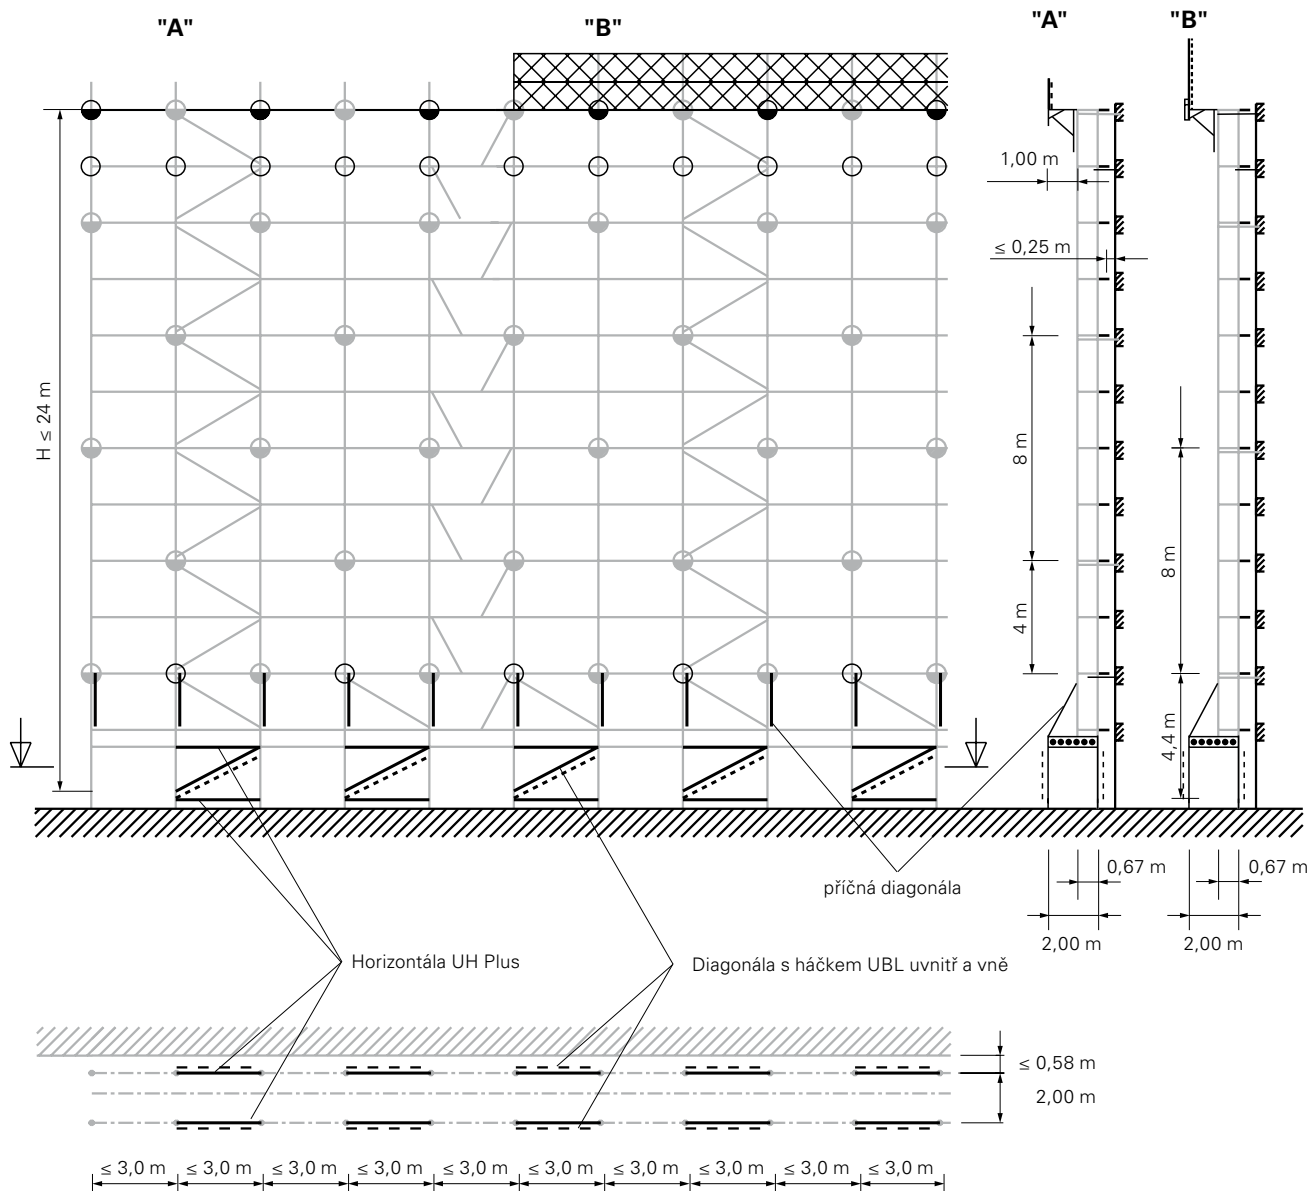 "A"
"B"
"A"
"B"
1,00 m
≤ 0,25 m
H ≤ 24 m
8 m
8 m
4 m
4,4 m
příčná diagonála
0,67 m
0,67 m
2,00 m
2,00 m
Horizontála UH Plus
Diagonála s háčkem UBL uvnitř a vně
≤ 0,58 m
2,00 m
≤ 3,0 m
≤ 3,0 m
≤ 3,0 m
≤ 3,0 m
≤ 3,0 m
≤ 3,0 m
≤ 3,0 m
≤ 3,0 m
≤ 3,0 m
≤ 3,0 m